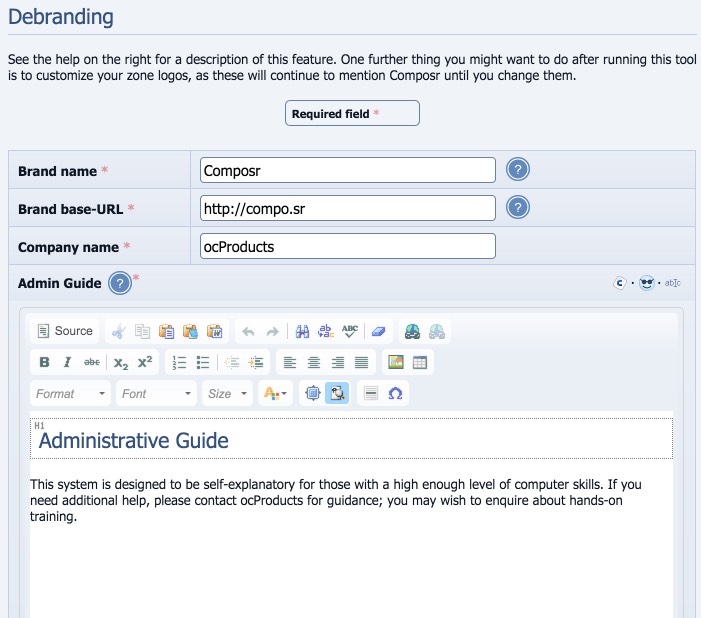 Debranding
See the help on the right for a description of this feature. One further thing you might want to do after running this tool
is to customize your zone logos, as these will continue to mention Composr until you change them.
Required field *
Brand name * Composr ?
Brand base-URL * http://compo.sr ?
Company name * ocProducts
Admin Guide ? * C · · abIc
Source ABC
B I abc X₂ X²
Format Font Size A Ω
H1
Administrative Guide
This system is designed to be self-explanatory for those with a high enough level of computer skills. If you
need additional help, please contact ocProducts for guidance; you may wish to enquire about hands-on
training.